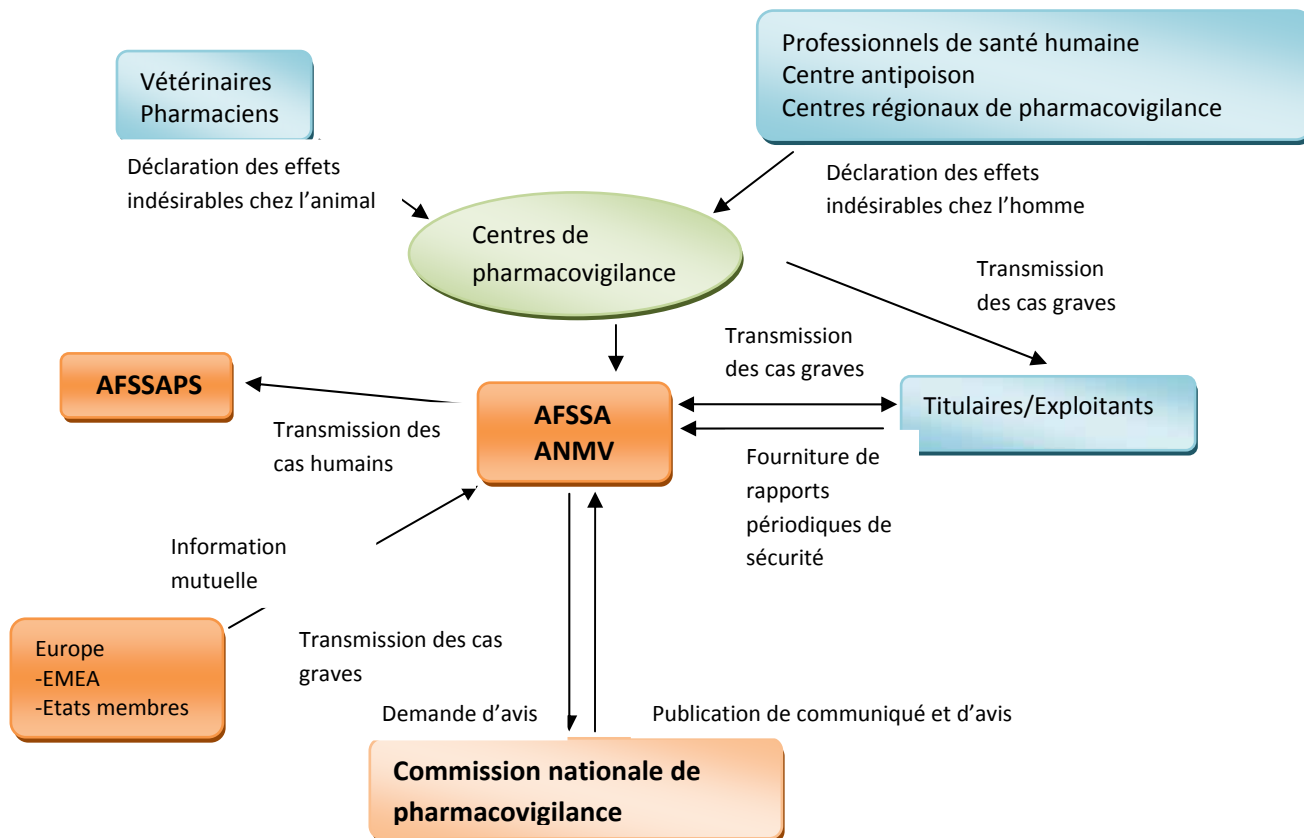 Vétérinaires
Pharmaciens
Professionnels de santé humaine
Centre antipoison
Centres régionaux de pharmacovigilance
Déclaration des effets
indésirables chez l’animal
Déclaration des effets
indésirables chez l’homme
Centres de
pharmacovigilance
Transmission
des cas graves
Transmission
des cas graves
AFSSAPS
AFSSA
ANMV
Titulaires/Exploitants
Transmission des
cas humains
Fourniture de
rapports
périodiques de
sécurité
Information
mutuelle
Europe
-EMEA
-Etats membres
Transmission des cas
graves
Demande d’avis
Publication de communiqué et d’avis
Commission nationale de
pharmacovigilance